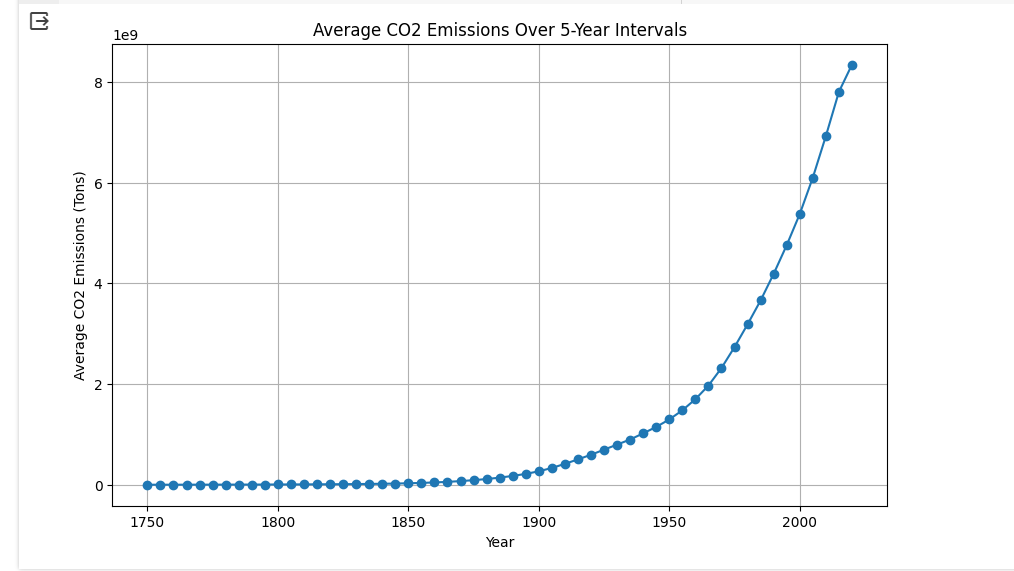 Average CO2 Emissions Over 5-Year Intervals
1e9
8
6
4
2
0
Average CO2 Emissions (Tons)
1750 1800 1850 1900 1950 2000
Year